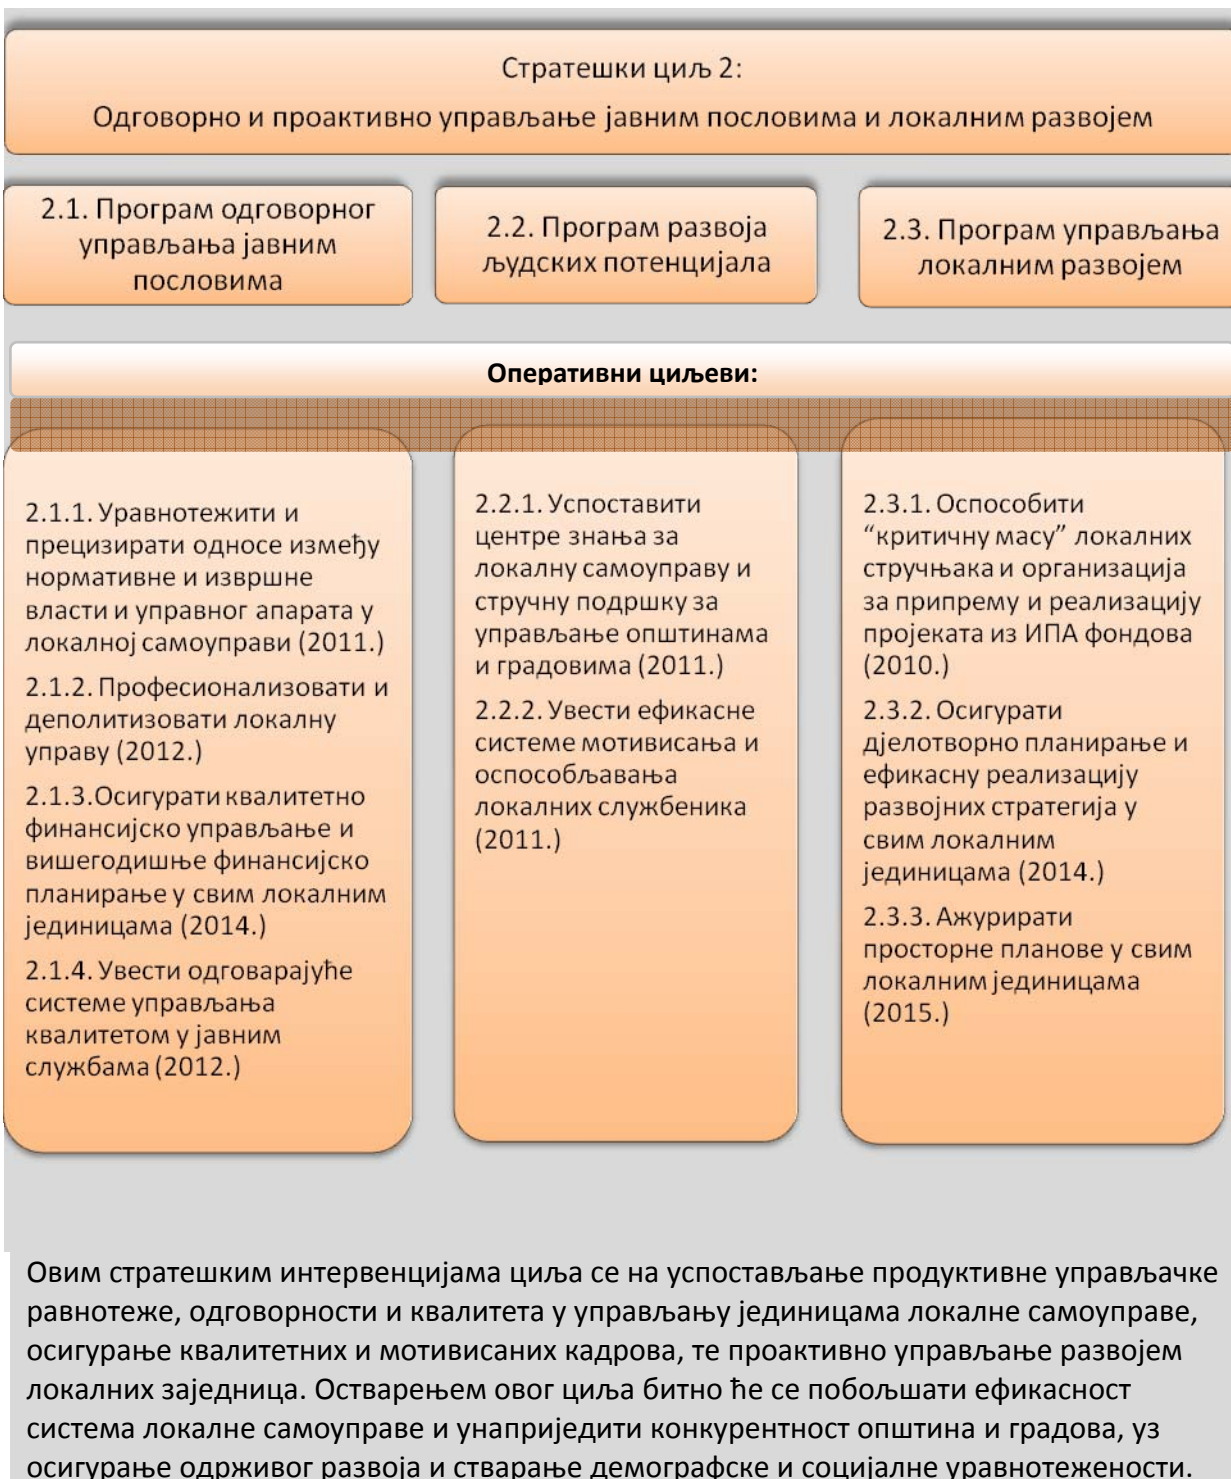 Стратешки циљ 2:
Одговорно и проактивно управљање јавним пословима и локалним развојем
2.1. Програм одговорног
управљања јавним
пословима
2.2. Програм развоја
људских потенцијала
2.3. Програм управљања
локалним развојем
Оперативни циљеви:
2.1.1. Уравнотежити и
прецизирати односе између
нормативне и извршне
власти и управног апарата у
локалној самоуправи (2011.)
2.1.2. Професионализовати и
деполитизовати локалну
управу (2012.)
2.1.3.Осигурати квалитетно
финансијско управљање и
вишегодишње финансијско
планирање у свим локалним
јединицама (2014.)
2.1.4. Увести одговарајуће
системе управљања
квалитетом у јавним
службама (2012.)
2.2.1. Успоставити
центре знања за
локалну самоуправу и
стручну подршку за
управљање општинама
и градовима (2011.)
2.2.2. Увести ефикасне
системе мотивисања и
оспособљавања
локалних службеника
(2011.)
2.3.1. Оспособити
“критичну масу” локалних
стручњака и организација
за припрему и реализацију
пројеката из ИПА фондова
(2010.)
2.3.2. Осигурати
дјелотворно планирање и
ефикасну реализацију
развојних стратегија у
свим локалним
јединицама (2014.)
2.3.3. Ажурирати
просторне планове у свим
локалним јединицама
(2015.)
Овим стратешким интервенцијама циља се на успостављање продуктивне управљачке
равнотеже, одговорности и квалитета у управљању јединицама локалне самоуправе,
осигурање квалитетних и мотивисаних кадрова, те проактивно управљање развојем
локалних заједница. Остварењем овог циља битно ће се побољшати ефикасност
система локалне самоуправе и унаприједити конкурентност општина и градова, уз
осигурање одрживог развоја и стварање демографске и социјалне уравнотежености.